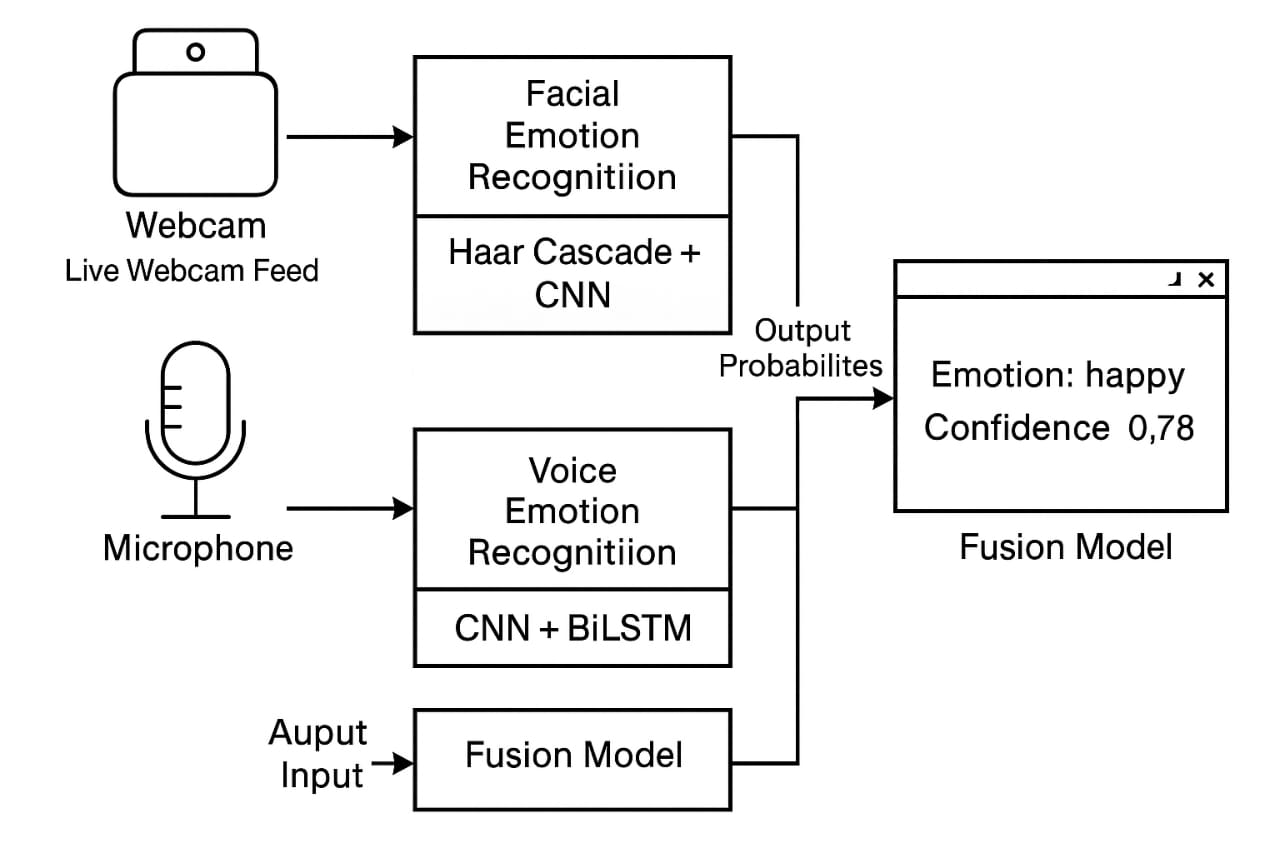 Webcam
Live Webcam Feed
Facial
Emotion
Recognitiion
Haar Cascade +
CNN
Microphone
Voice
Emotion
Recognitiion
CNN + BiLSTM
Auput
Input
Fusion Model
Output
Probabilites
Emotion: happy
Confidence 0,78
Fusion Model